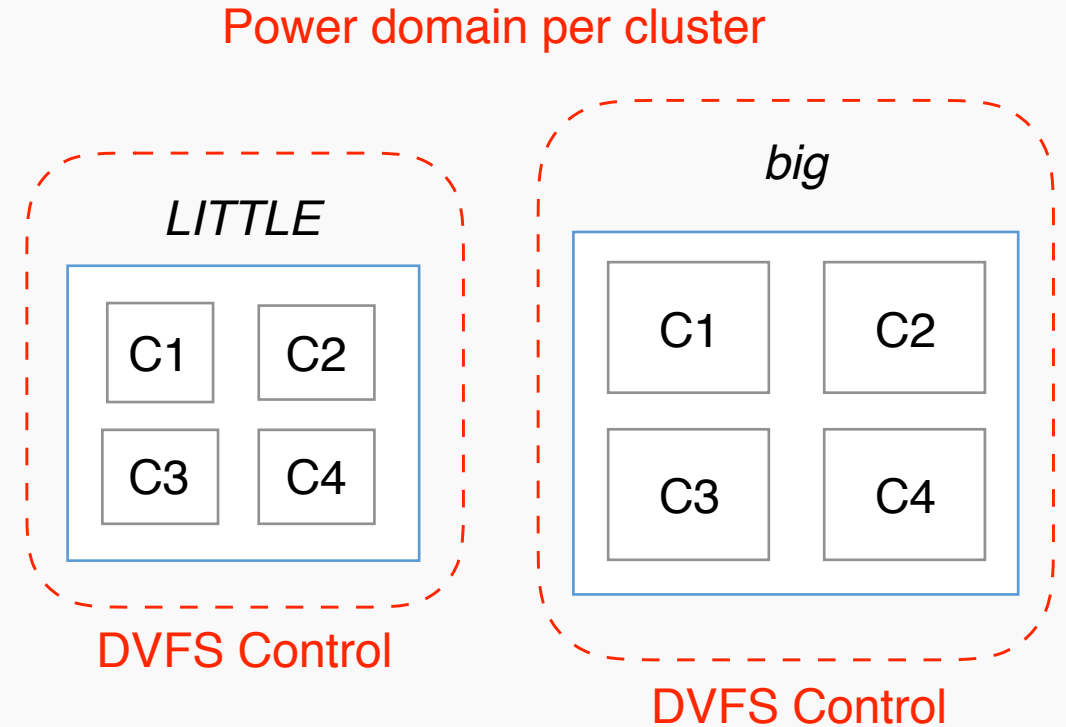 Power domain per cluster
LITTLE
C1 C2
C3 C4
DVFS Control
big
C1 C2
C3 C4
DVFS Control